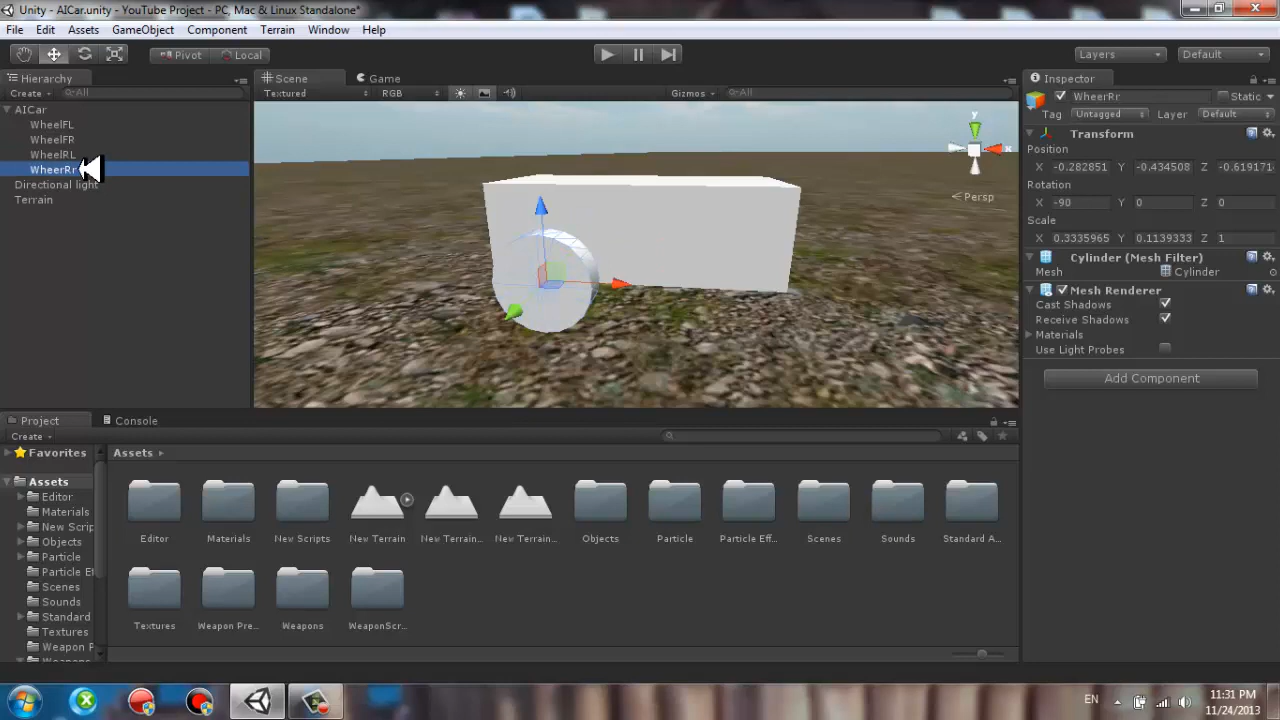 Unity - AICar.unity - YouTube Project - PC, Mac & Linux Standalone*
File Edit Assets GameObject Component Terrain Window Help
Pivot Local Layers Default
Hierarchy
Create All
AICar
WheelFL
WheelFR
WheelRL
WheerRr
Directional light
Terrain
Scene Game
Textured RGB Gizmos All
y
x
Persp
Inspector
WheerRr Static
Tag Untagged Layer Default
Transform
Position
X -0.282851 Y -0.434508 Z -0.619171
Rotation
X -90 Y 0 Z 0
Scale
X 0.3335965 Y 0.1139333 Z 1
Cylinder (Mesh Filter)
Mesh Cylinder
Mesh Renderer
Cast Shadows
Receive Shadows
Materials
Use Light Probes
Add Component
Project Console
Create
Favorites
Assets
Editor
Materials
New Scrip
Objects
Particle
Particle Ef
Scenes
Sounds
Standard
Textures
Weapon P
Weapons
Assets
Editor Materials New Scripts New Terrain New Terrain... New Terrain... Objects Particle Particle Eff... Scenes Sounds Standard A...
Textures Weapon Pre... Weapons WeaponScr...
EN
11:31 PM
11/24/2013